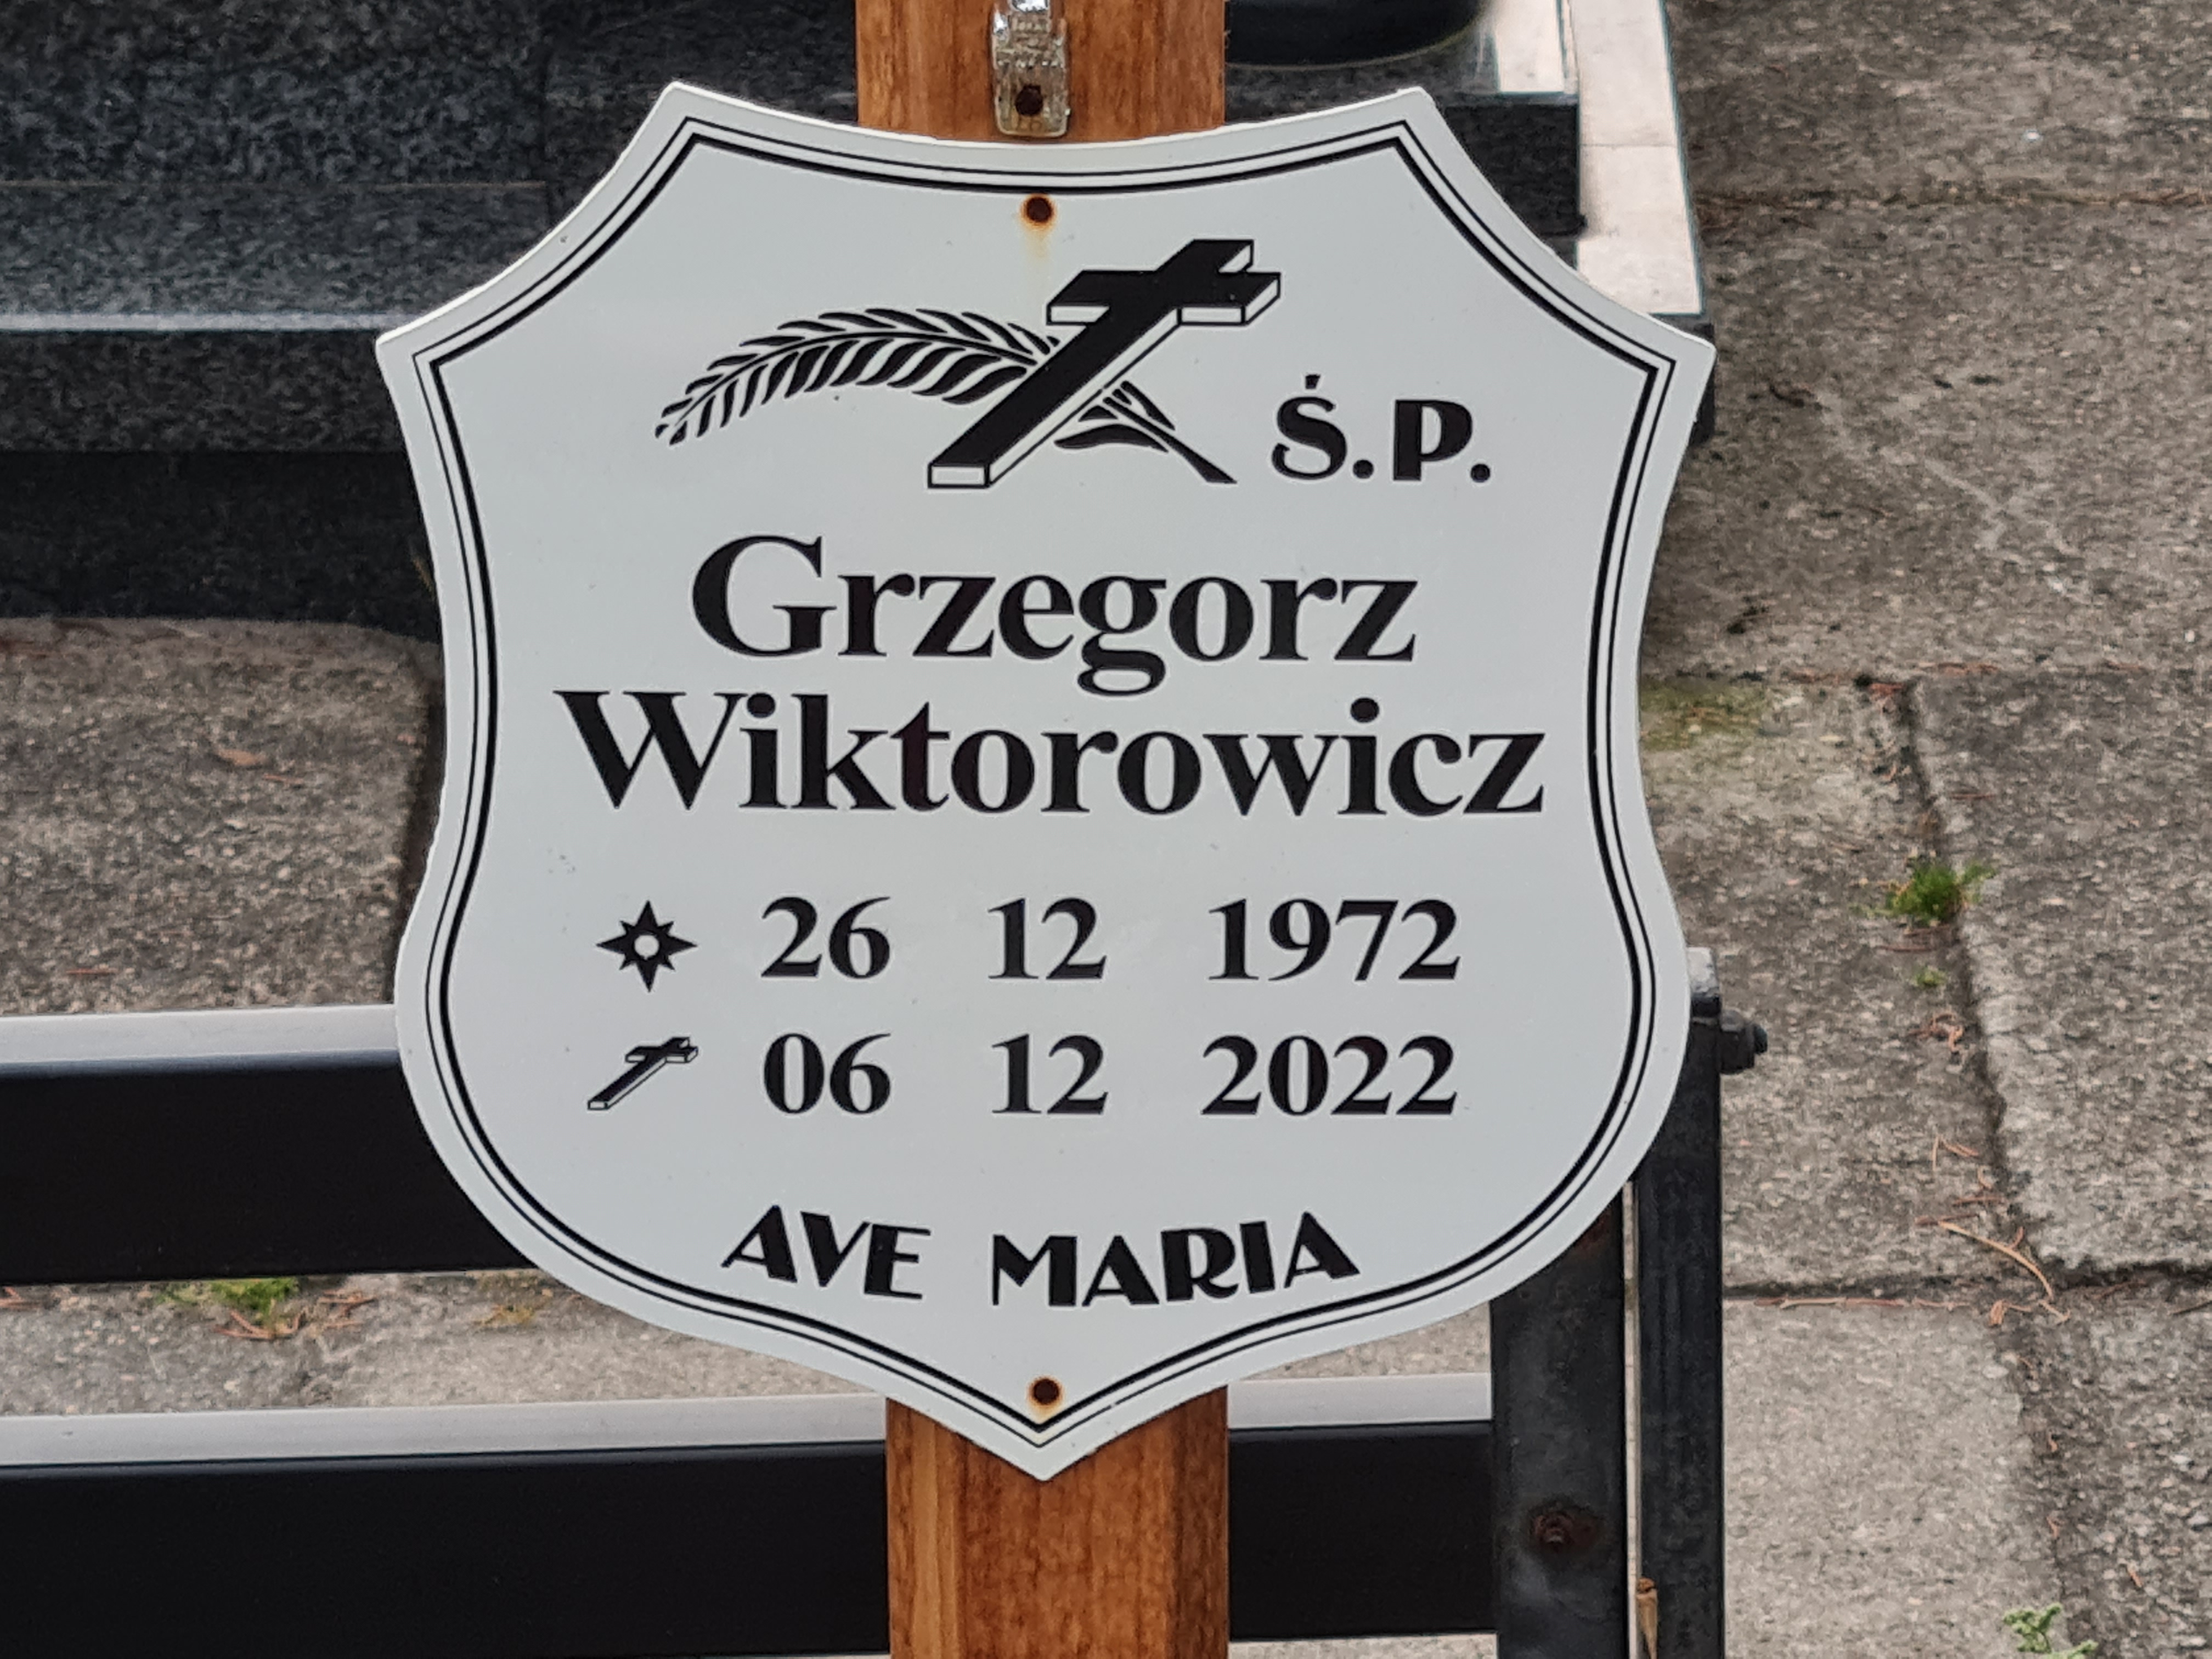 Ś.P.
Grzegorz
Wiktorowicz
26 12 1972
06 12 2022
AVE MARIA